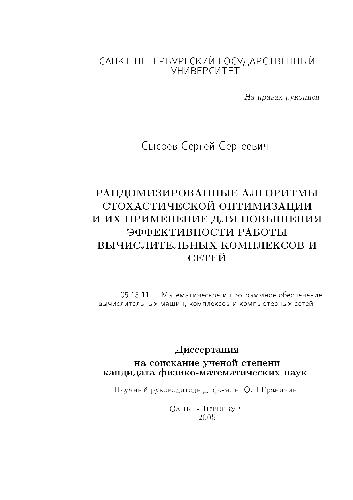 САНКТ-ПЕТЕРБУРГСКИЙ ГОСУДАРСТВЕННЫЙ
УНИВЕРСИТЕТ
На правах рукописи
Сысоев Сергей Сергеевич
РАНДОМИЗИРОВАННЫЕ АЛГОРИТМЫ
СТОХАСТИЧЕСКОЙ ОПТИМИЗАЦИИ
И ИХ ПРИМЕНЕНИЕ ДЛЯ ПОВЫШЕНИЯ
ЭФФЕКТИВНОСТИ РАБОТЫ
ВЫЧИСЛИТЕЛЬНЫХ КОМПЛЕКСОВ И
СЕТЕЙ
05.13.11 Математическое и программное обеспечение
вычислительных машин, комплексов и компьютерных сетей
Диссертация
на соискание ученой степени
кандидата физико-математических наук
Научный руководитель
Санкт-Петербург